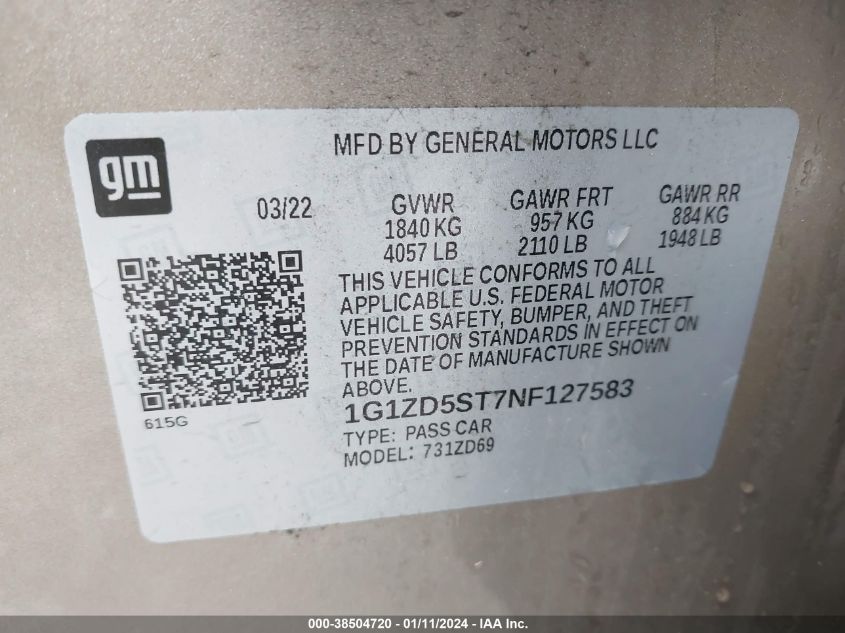 gm
MFD BY GENERAL MOTORS LLC
03/22
GVWR
1840 KG
4057 LB
GAWR FRT
957 KG
2110 LB
GAWR RR
884 KG
1948 LB
THIS VEHICLE CONFORMS TO ALL
APPLICABLE U.S. FEDERAL MOTOR
VEHICLE SAFETY, BUMPER, AND THEFT
PREVENTION STANDARDS IN EFFECT ON
THE DATE OF MANUFACTURE SHOWN
ABOVE.
615G
1G1ZD5ST7NF127583
TYPE: PASS CAR
MODEL: 731ZD69
000-38504720 - 01/11/2024 - IAA Inc.